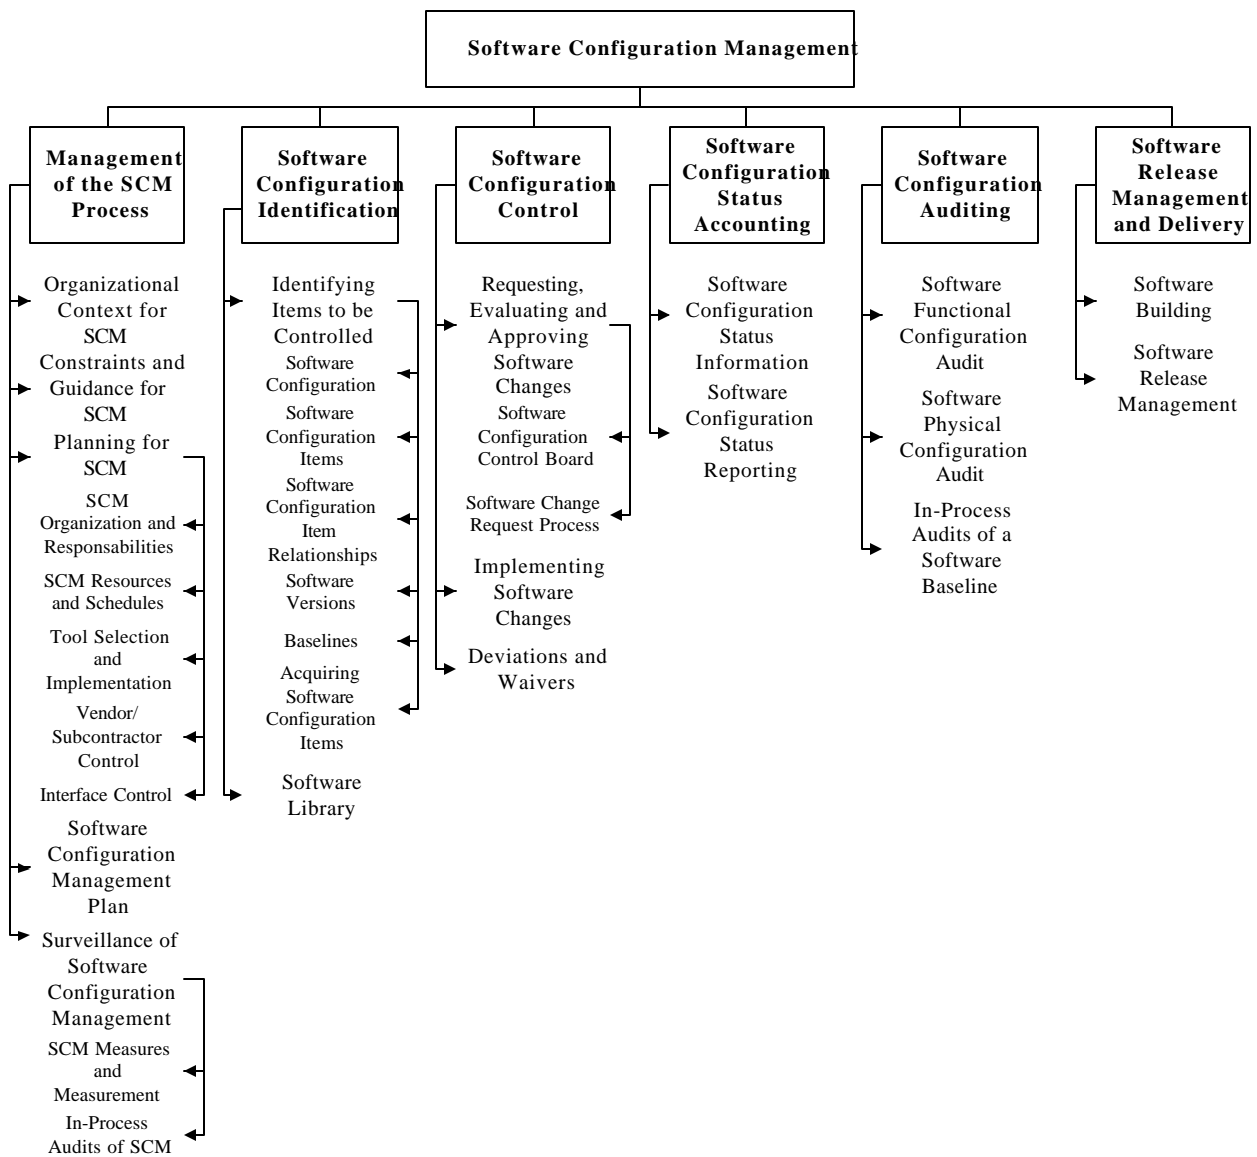 Software Configuration Management
Management
of the SCM
Process
Organizational
Context for
SCM
Constraints and
Guidance for
SCM
Planning for
SCM
SCM
Organization and
Responsabilities
SCM Resources
and Schedules
Tool Selection
and
Implementation
Vendor/
Subcontractor
Control
Interface Control
Software
Configuration
Management
Plan
Surveillance of
Software
Configuration
Management
SCM Measures
and
Measurement
In-Process
Audits of SCM
Software
Configuration
Identification
Identifying
Items to be
Controlled
Software
Configuration
Software
Configuration
Items
Software
Configuration
Item
Relationships
Software
Versions
Baselines
Acquiring
Software
Configuration
Items
Software
Library
Software
Configuration
Control
Requesting,
Evaluating and
Approving
Software
Changes
Software
Configuration
Control Board
Software Change
Request Process
Implementing
Software
Changes
Deviations and
Waivers
Software
Configuration
Status
Accounting
Software
Configuration
Status
Information
Software
Configuration
Status
Reporting
Software
Configuration
Auditing
Software
Functional
Configuration
Audit
Software
Physical
Configuration
Audit
In-Process
Audits of a
Software
Baseline
Software
Release
Management
and Delivery
Software
Building
Software
Release
Management